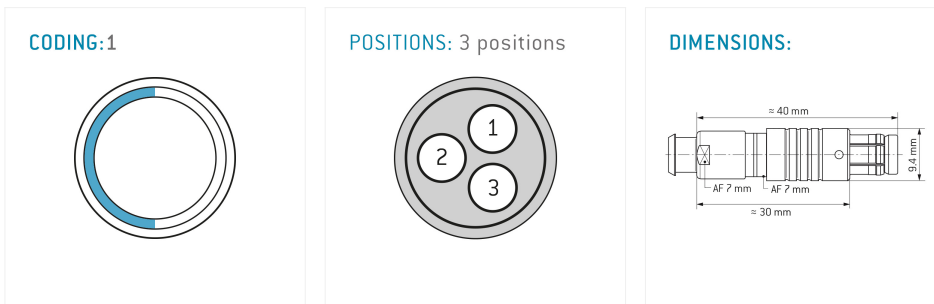 CODING:1
POSITIONS: 3 positions
1
2
3
DIMENSIONS:
≈ 40 mm
9.4 mm
AF 7 mm
AF 7 mm
≈ 30 mm